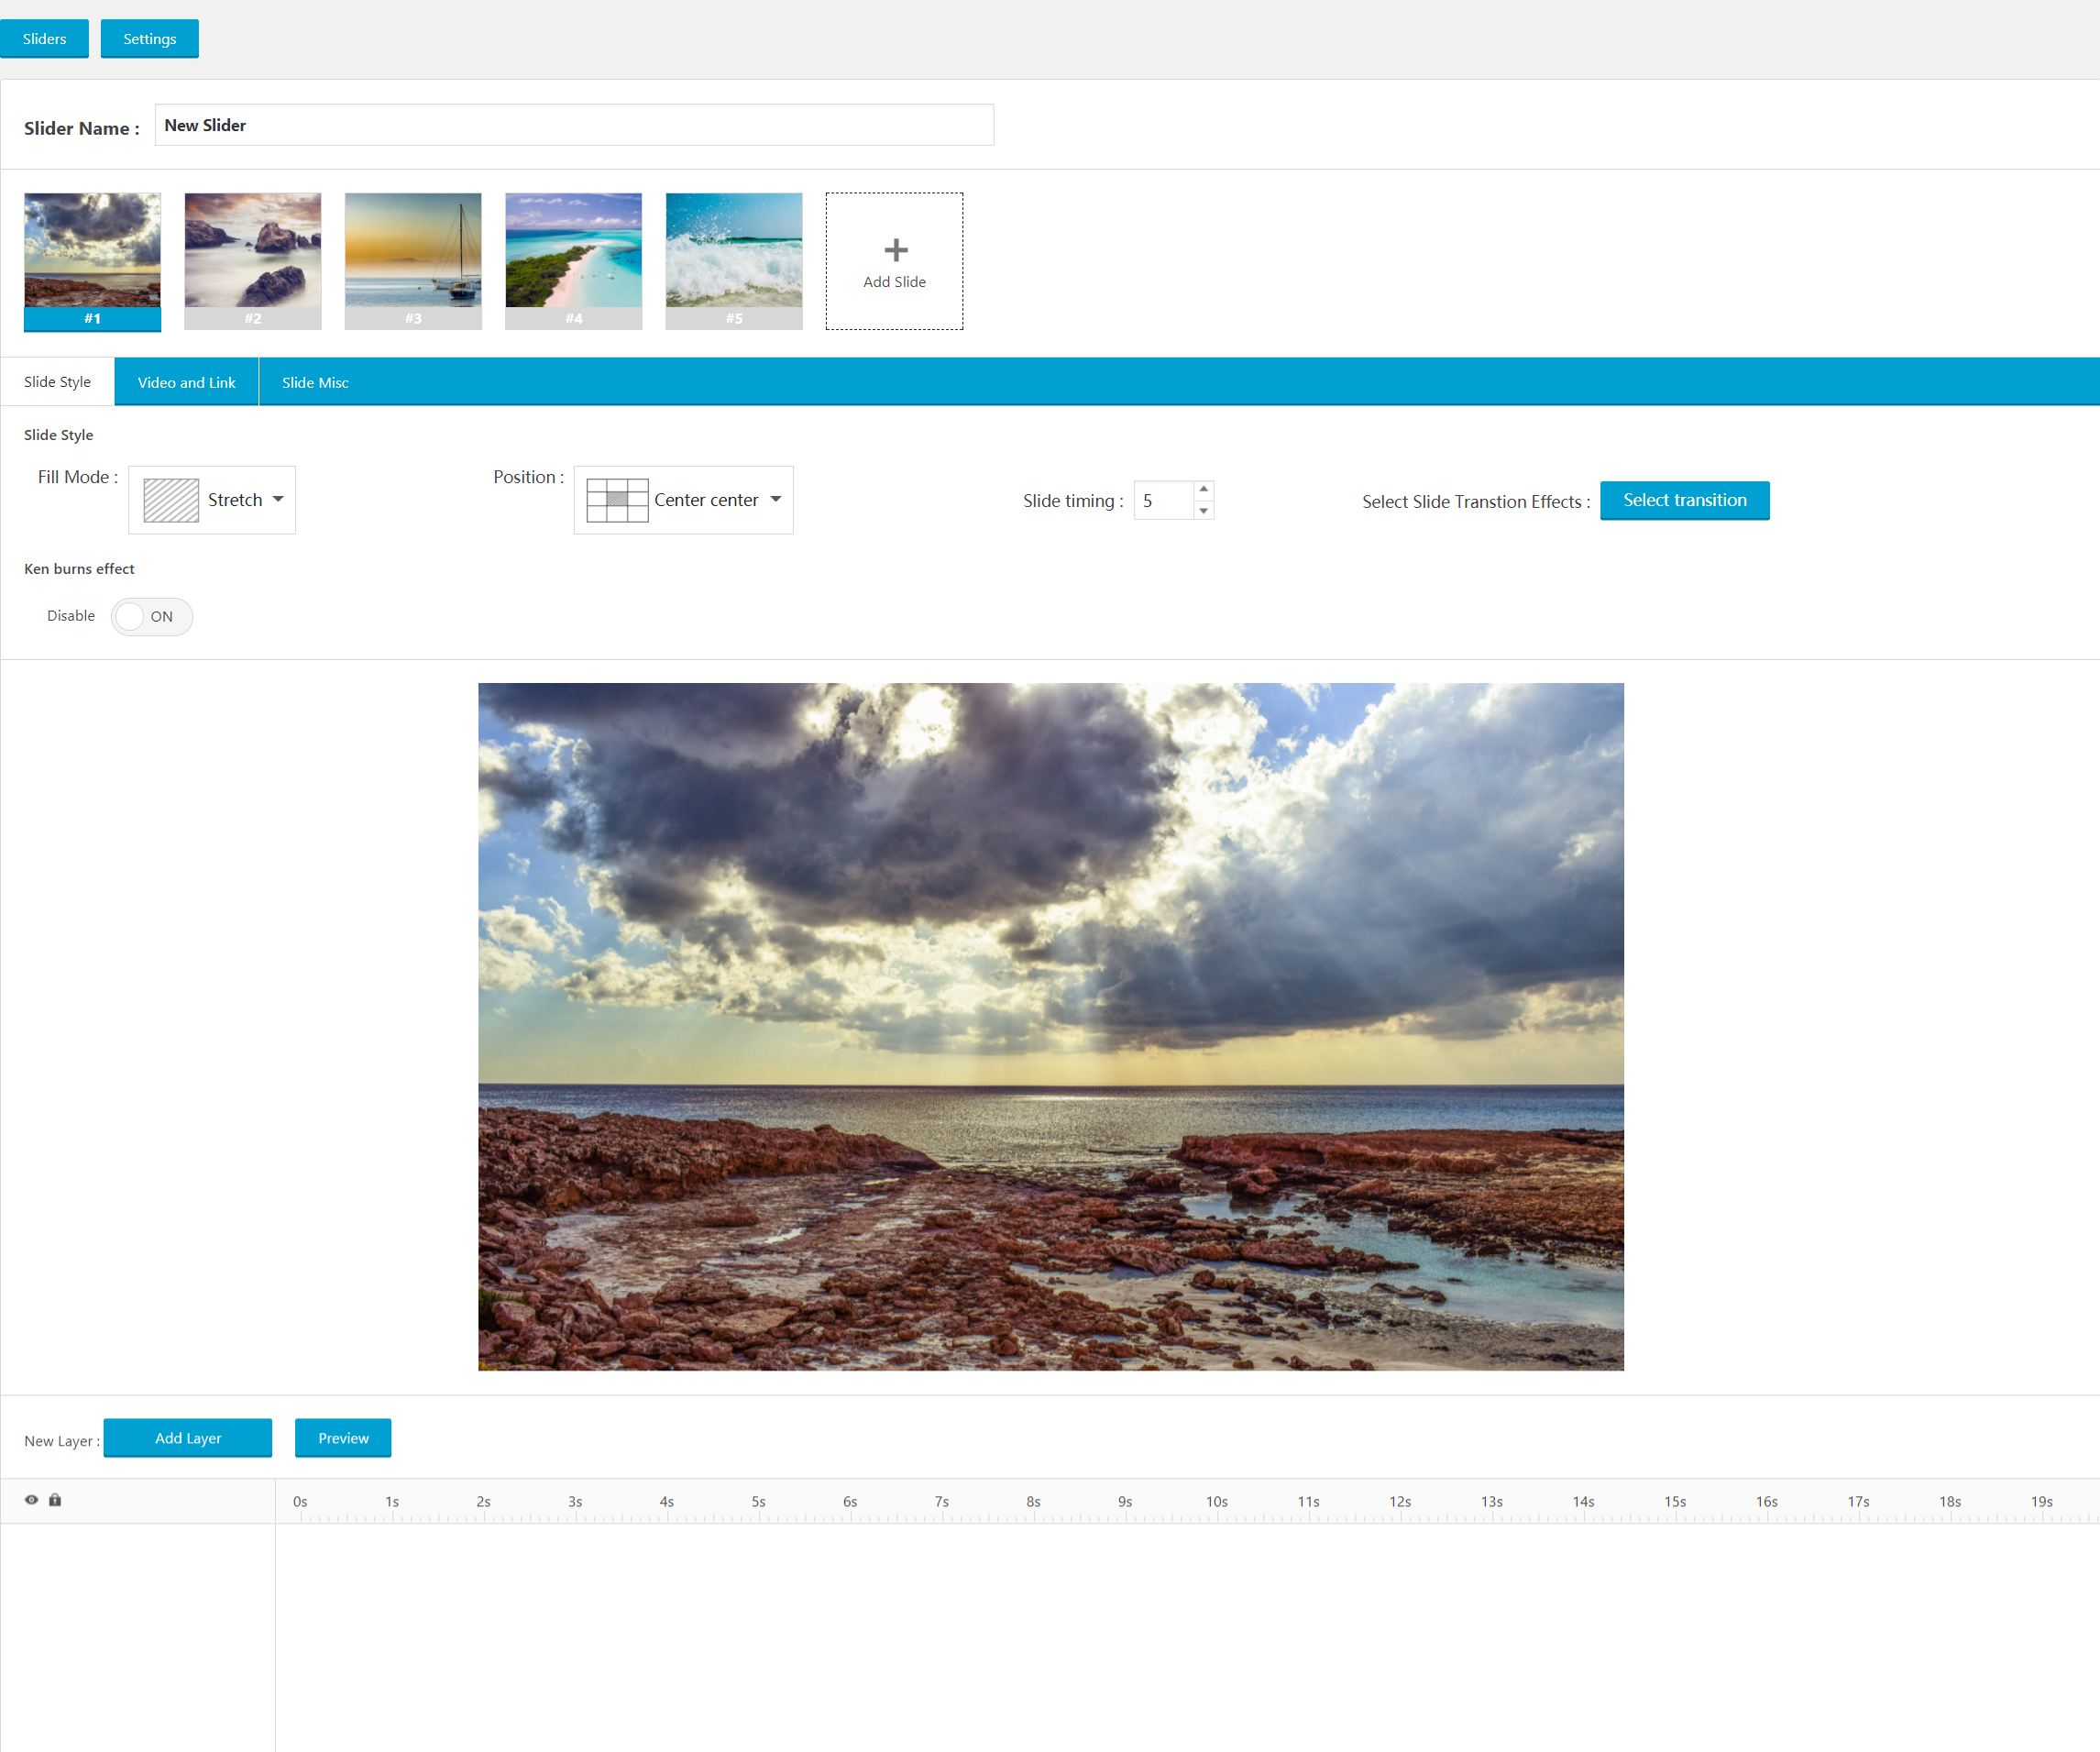 Sliders Settings
Slider Name : New Slider
#1 #2 #3 #4 #5 Add Slide
Slide Style Video and Link Slide Misc
Slide Style
Fill Mode : Stretch Position : Center center Slide timing : 5 Select Slide Transtion Effects : Select transition
Ken burns effect
Disable ON
New Layer : Add Layer Preview
0s 1s 2s 3s 4s 5s 6s 7s 8s 9s 10s 11s 12s 13s 14s 15s 16s 17s 18s 19s